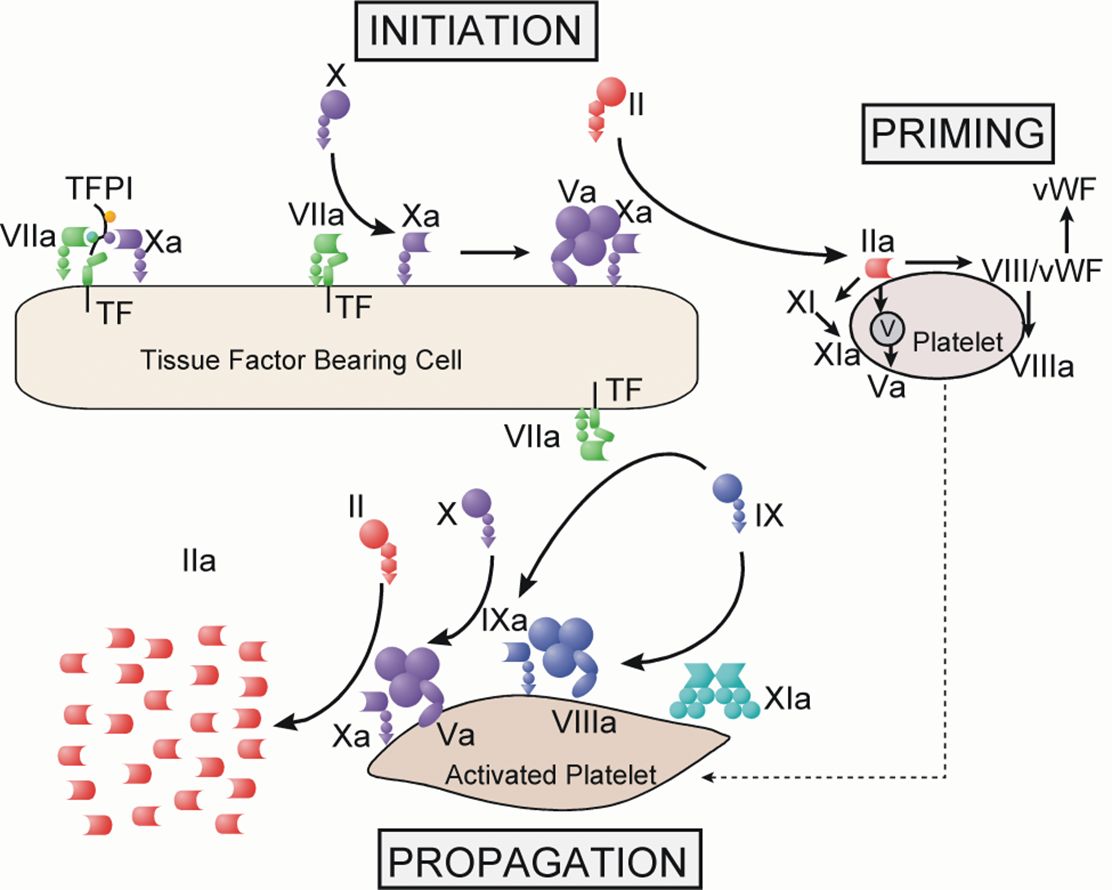 INITIATION
X
II
PRIMING
TFPI
VIIa
Xa
TF
VIIa
TF
Xa
Va
Xa
vWF
IIa
VIII/vWF
XI
XIa
V
Platelet
Va
VIIIa
Tissue Factor Bearing Cell
TF
VIIa
IX
X
II
IIa
IXa
VIIIa
XIa
Xa
Va
Activated Platelet
PROPAGATION